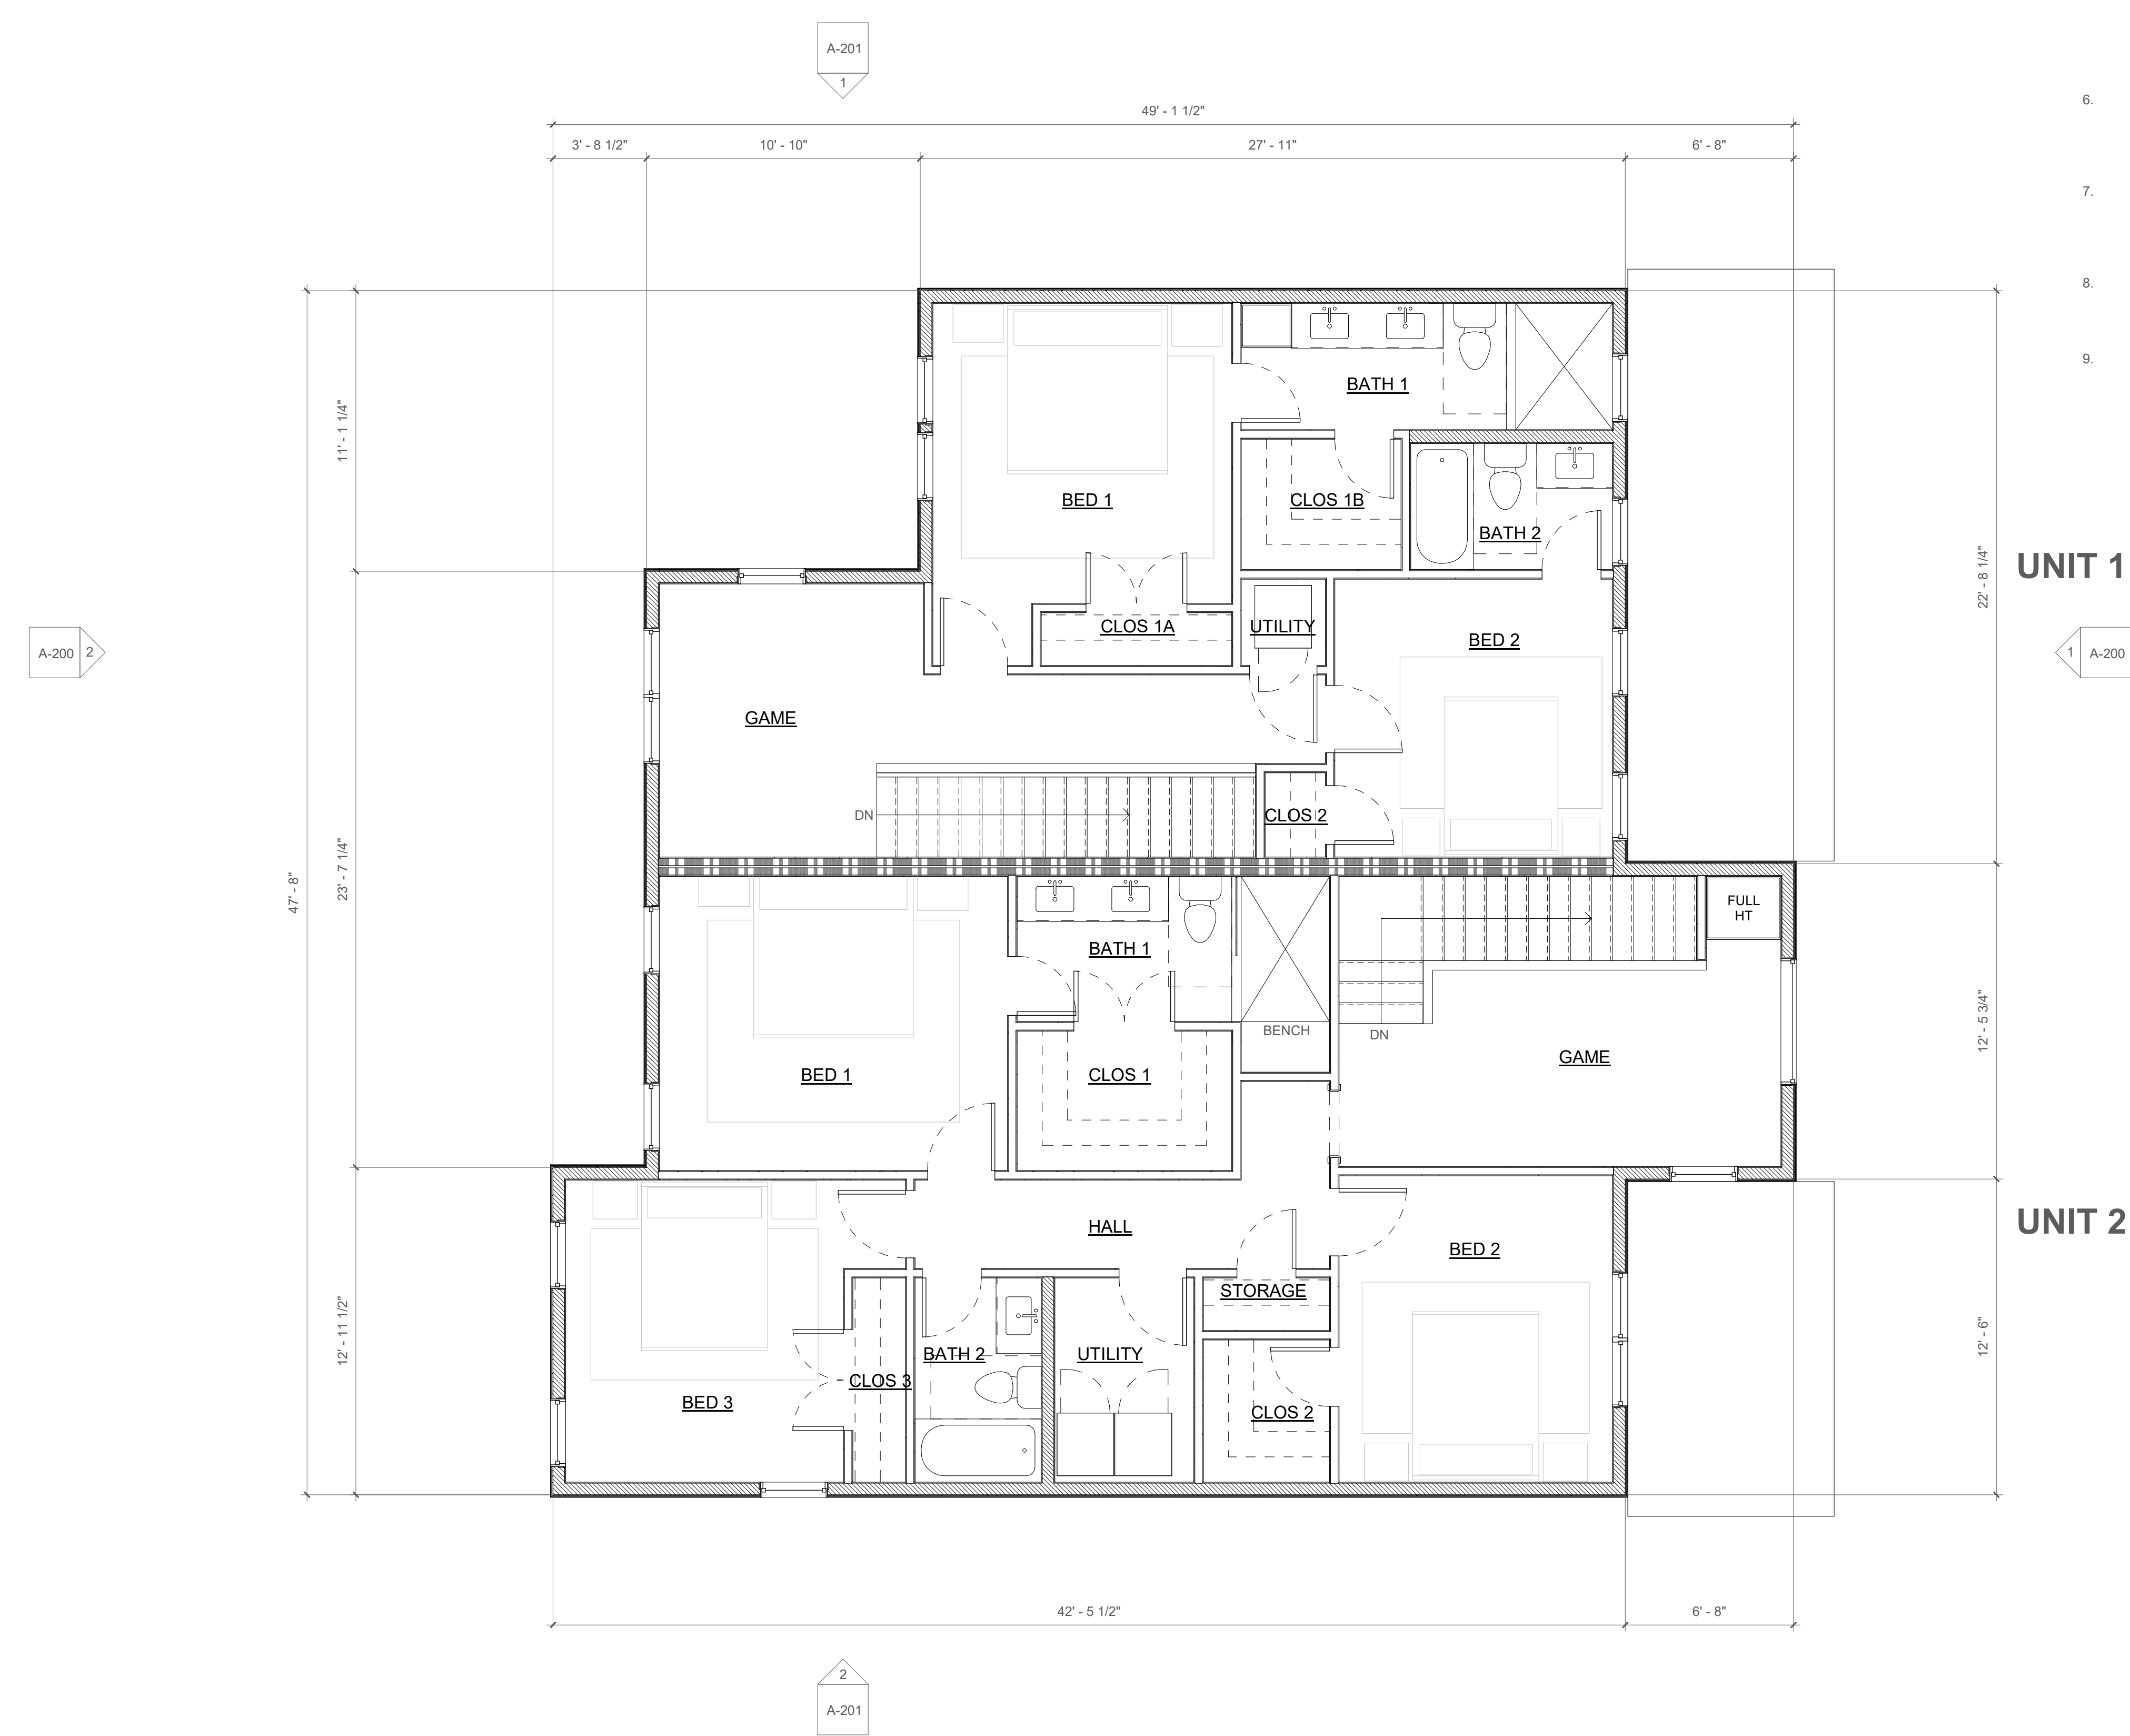 A-201
1
6.
49' - 1 1/2"
3' - 8 1/2"
10' - 10"
27' - 11"
6' - 8"
7.
8.
9.
BATH 1
11' - 1 1/4"
BED 1
CLOS 1B
BATH 2
22' - 8 1/4"
UNIT 1
CLOS 1A
UTILITY
BED 2
A-200
2
1
A-200
GAME
DN
CLOS 2
23' - 7 1/4"
47' - 8"
FULL
HT
BATH 1
12' - 5 3/4"
BENCH
DN
GAME
BED 1
CLOS 1
UNIT 2
HALL
BED 2
STORAGE
12' - 11 1/2"
12' - 6"
BATH 2
UTILITY
CLOS 3
BED 3
CLOS 2
42' - 5 1/2"
6' - 8"
2
A-201